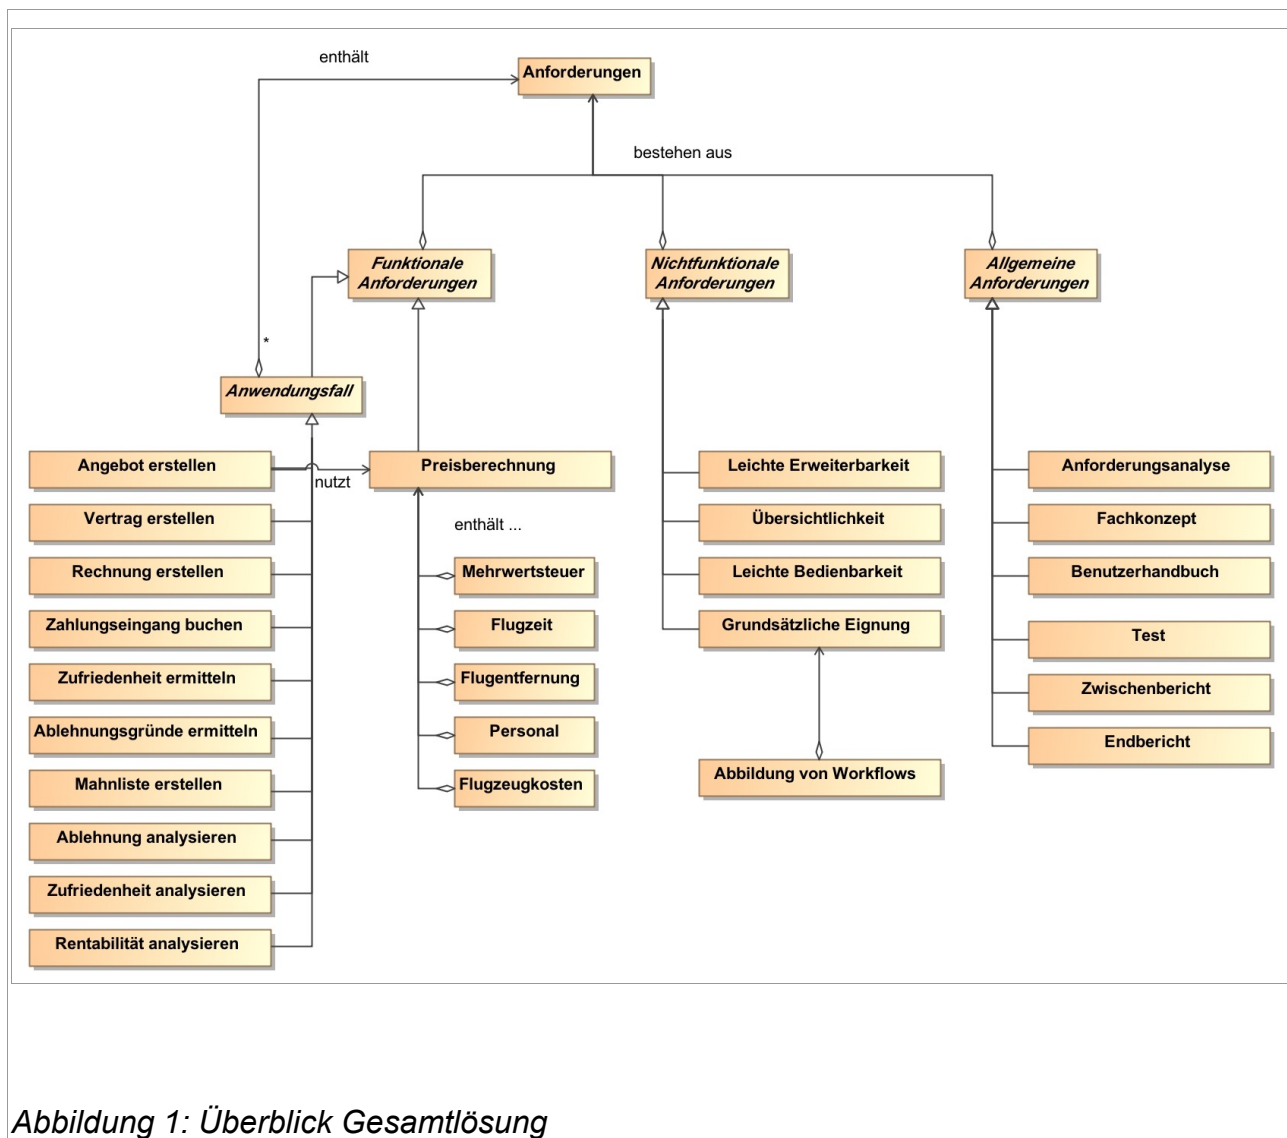 enthält
Anforderungen
bestehen aus
Funktionale
Anforderungen
Nichtfunktionale
Anforderungen
Allgemeine
Anforderungen
*
Anwendungsfall
Angebot erstellen
nutzt
Preisberechnung
Leichte Erweiterbarkeit
Anforderungsanalyse
Vertrag erstellen
enthält ...
Übersichtlichkeit
Fachkonzept
Rechnung erstellen
Mehrwertsteuer
Leichte Bedienbarkeit
Benutzerhandbuch
Zahlungseingang buchen
Flugzeit
Grundsätzliche Eignung
Test
Zufriedenheit ermitteln
Flugentfernung
Zwischenbericht
Ablehnungsgründe ermitteln
Personal
Endbericht
Mahnliste erstellen
Flugzeugkosten
Abbildung von Workflows
Ablehnung analysieren
Zufriedenheit analysieren
Rentabilität analysieren
Abbildung 1: Überblick Gesamtlösung